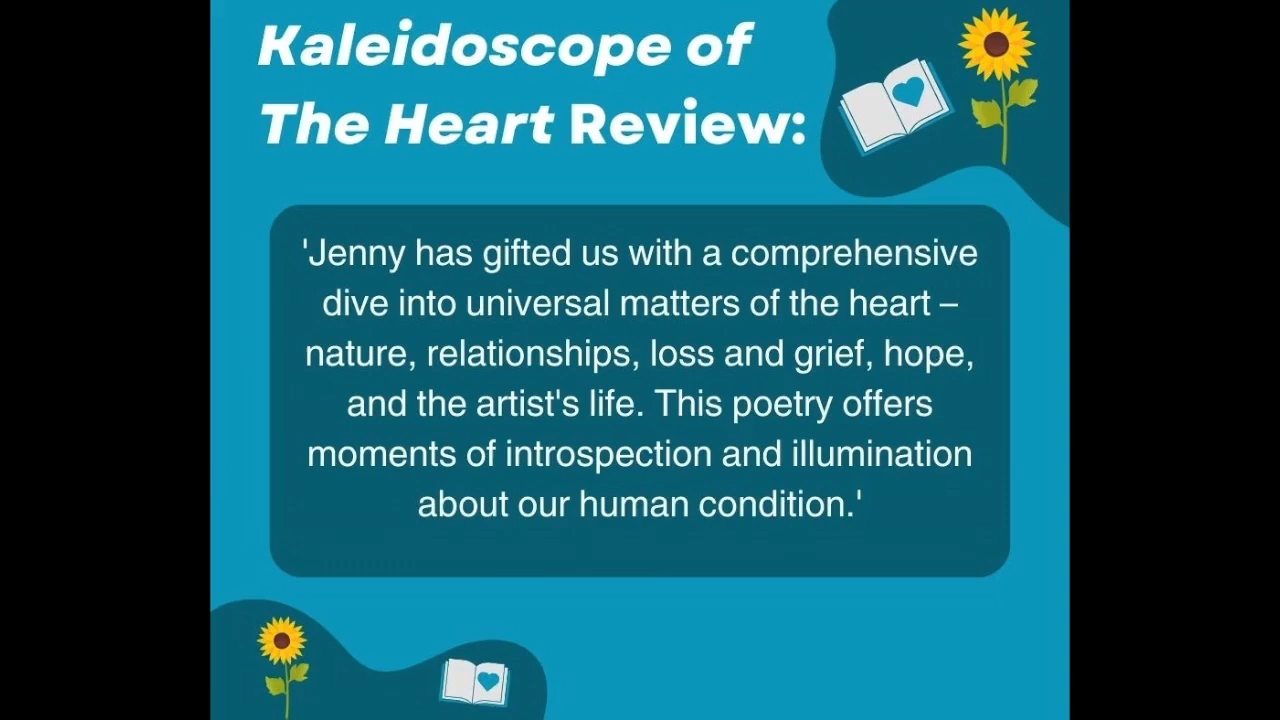 Kaleidoscope of
The Heart Review:
'Jenny has gifted us with a comprehensive
dive into universal matters of the heart –
nature, relationships, loss and grief, hope,
and the artist's life. This poetry offers
moments of introspection and illumination
about our human condition.'